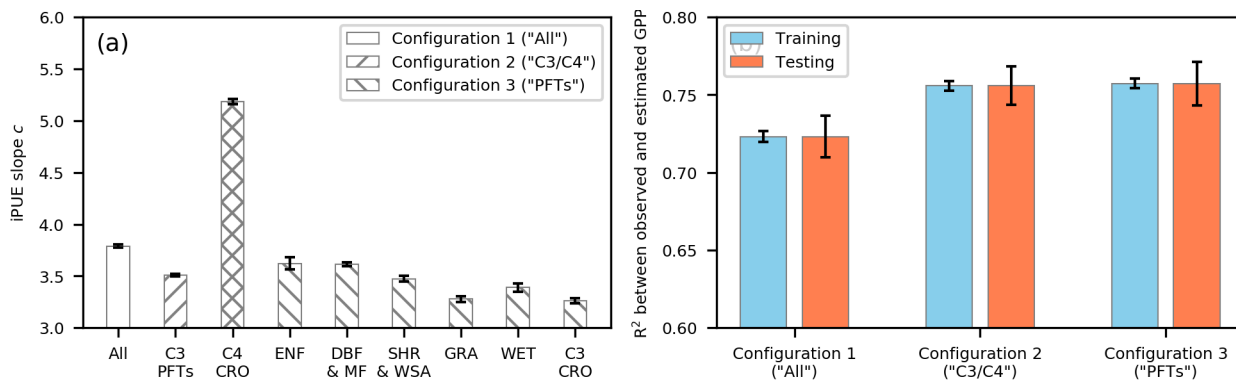 (a)
Configuration 1 ("All")
Configuration 2 ("C3/C4")
Configuration 3 ("PFTs")
iPUE slope c
6.0
5.5
5.0
4.5
4.0
3.5
3.0
All
C3
PFTs
C4
CRO
ENF
DBF
& MF
SHR
& WSA
GRA
WET
C3
CRO
(b)
Training
Testing
R² between observed and estimated GPP
0.80
0.75
0.70
0.65
0.60
Configuration 1
("All")
Configuration 2
("C3/C4")
Configuration 3
("PFTs")